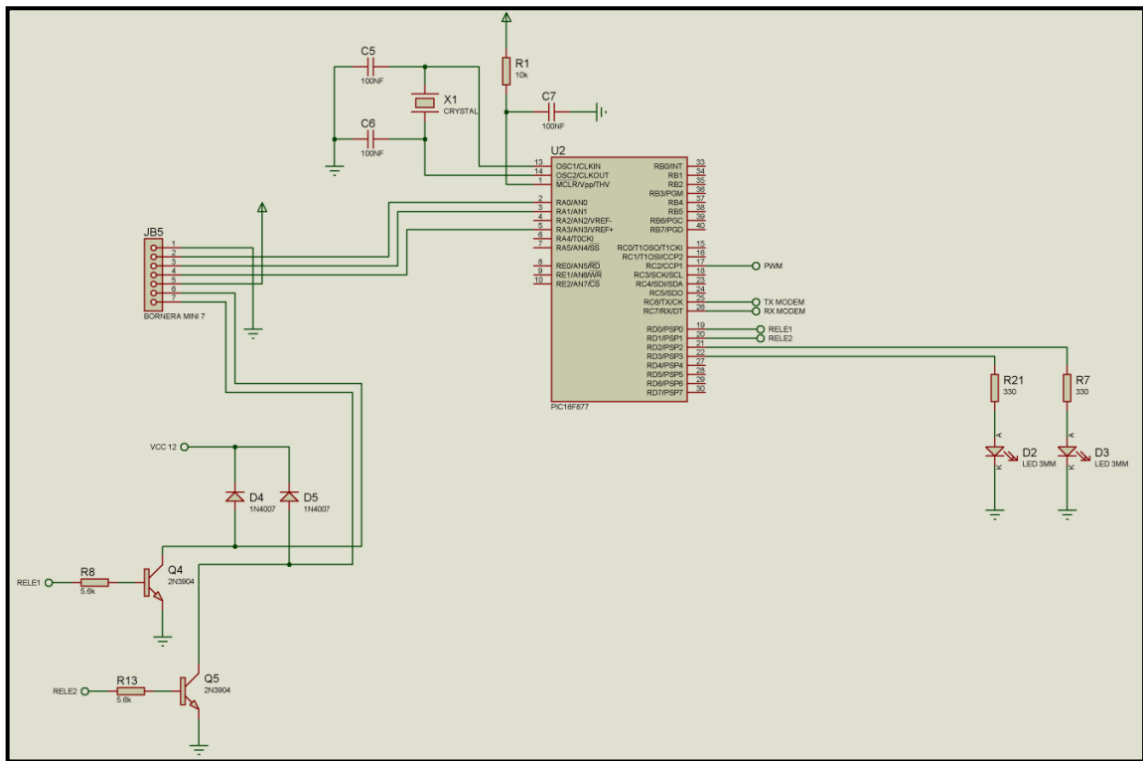 C5
100NF
X1
CRYSTAL
C6
100NF
R1
10k
C7
100NF
U2
13 OSC1/CLKIN
14 OSC2/CLKOUT
1 MCLR/Vpp/THV
2 RA0/AN0
3 RA1/AN1
4 RA2/AN2/VREF-
5 RA3/AN3/VREF+
6 RA4/T0CKI
7 RA5/AN4/SS
8 RE0/AN5/RD
9 RE1/AN6/WR
10 RE2/AN7/CS
RB0/INT 33
RB1 34
RB2 35
RB3/PGM 36
RB4 37
RB5 38
RB6/PGC 39
RB7/PGD 40
RC0/T1OSO/T1CKI 15
RC1/T1OSI/CCP2 16
RC2/CCP1 17
RC3/SCK/SCL 18
RC4/SDI/SDA 23
RC5/SDO 24
RC6/TX/CK 25
RC7/RX/DT 26
RD0/PSP0 19
RD1/PSP1 20
RD2/PSP2 21
RD3/PSP3 22
RD4/PSP4 27
RD5/PSP5 28
RD6/PSP6 29
RD7/PSP7 30
PIC16F877
PWM
TX MODEM
RX MODEM
RELE1
RELE2
JB5
1
2
3
4
5
6
7
BORNERA MINI 7
R21
330
R7
330
A
K
D2
LED 3MM
A
K
D3
LED 3MM
VCC 12
D4
1N4007
D5
1N4007
RELE1
R8
5.6k
Q4
2N3904
RELE2
R13
5.6k
Q5
2N3904